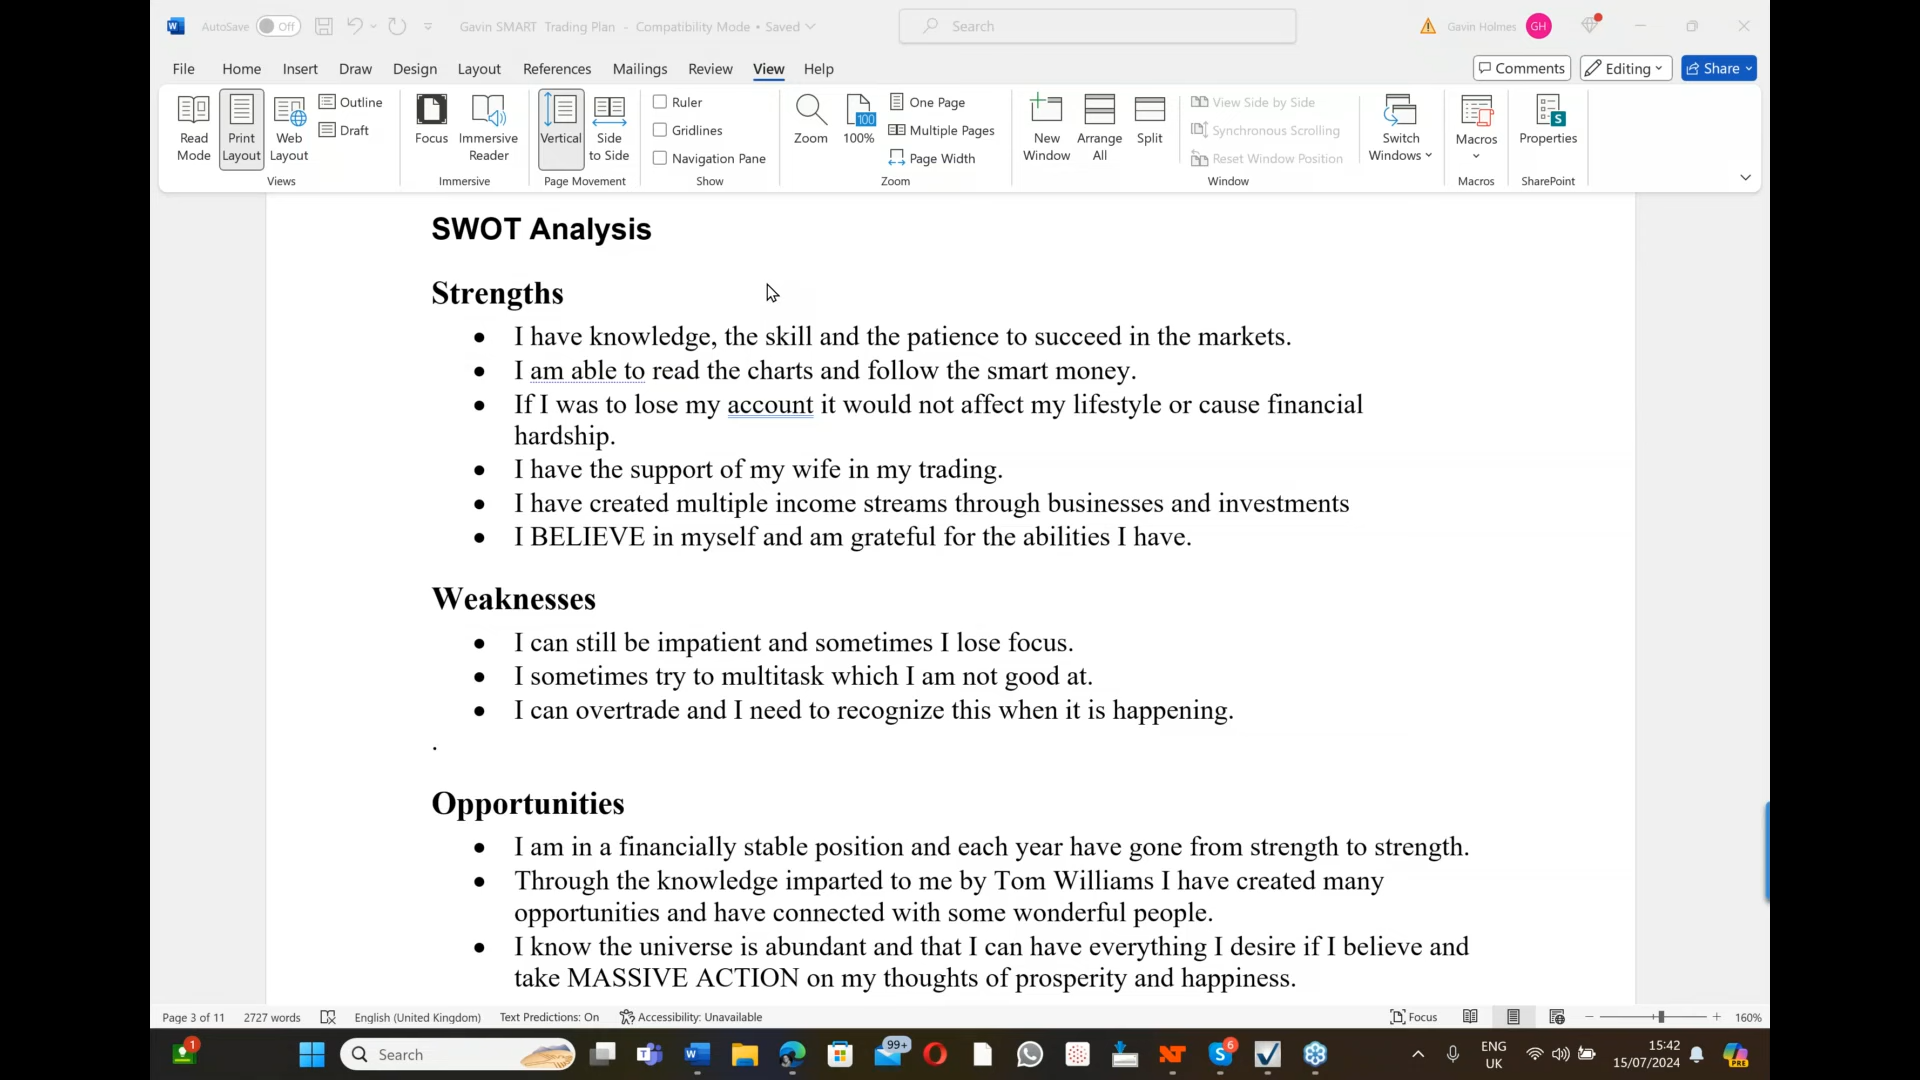 AutoSave Off Gavin SMART Trading Plan - Compatibility Mode • Saved Search Gavin Holmes GH
File Home Insert Draw Design Layout References Mailings Review View Help Comments Editing Share
Read Mode
Print Layout
Web Layout
Outline
Draft
Views
Focus
Immersive Reader
Immersive
Vertical
Side to Side
Page Movement
Ruler
Gridlines
Navigation Pane
Show
Zoom
100
100%
One Page
Multiple Pages
Page Width
Zoom
New Window
Arrange All
Split
View Side by Side
Synchronous Scrolling
Reset Window Position
Switch Windows
Window
Macros
Macros
S
Properties
SharePoint
SWOT Analysis
Strengths
• I have knowledge, the skill and the patience to succeed in the markets.
• I am able to read the charts and follow the smart money.
• If I was to lose my account it would not affect my lifestyle or cause financial
hardship.
• I have the support of my wife in my trading.
• I have created multiple income streams through businesses and investments
• I BELIEVE in myself and am grateful for the abilities I have.
Weaknesses
• I can still be impatient and sometimes I lose focus.
• I sometimes try to multitask which I am not good at.
• I can overtrade and I need to recognize this when it is happening.
.
Opportunities
• I am in a financially stable position and each year have gone from strength to strength.
• Through the knowledge imparted to me by Tom Williams I have created many
opportunities and have connected with some wonderful people.
• I know the universe is abundant and that I can have everything I desire if I believe and
take MASSIVE ACTION on my thoughts of prosperity and happiness.
Page 3 of 11 2727 words English (United Kingdom) Text Predictions: On Accessibility: Unavailable Focus 160%
1 Search 99+ 6 ENG 15:42
UK 15/07/2024 PRE